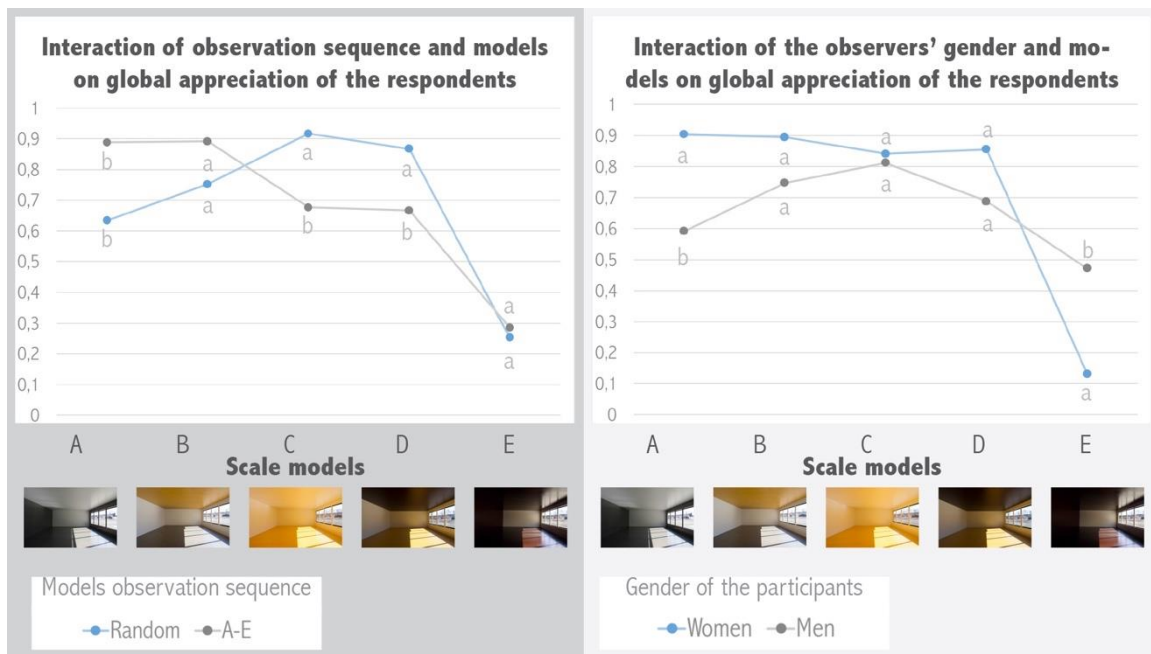 Interaction of observation sequence and models
on global appreciation of the respondents
1
0,9
0,8
0,7
0,6
0,5
0,4
0,3
0,2
0,1
0
b
a
a
a
a
b
a
b
b
a
a
A B C D E
Scale models
Models observation sequence
Random A-E
Interaction of the observers' gender and mo-
dels on global appreciation of the respondents
1
0,9
0,8
0,7
0,6
0,5
0,4
0,3
0,2
0,1
0
a
a
a
a
a
a
a
b
b
a
A B C D E
Scale models
Gender of the participants
Women Men